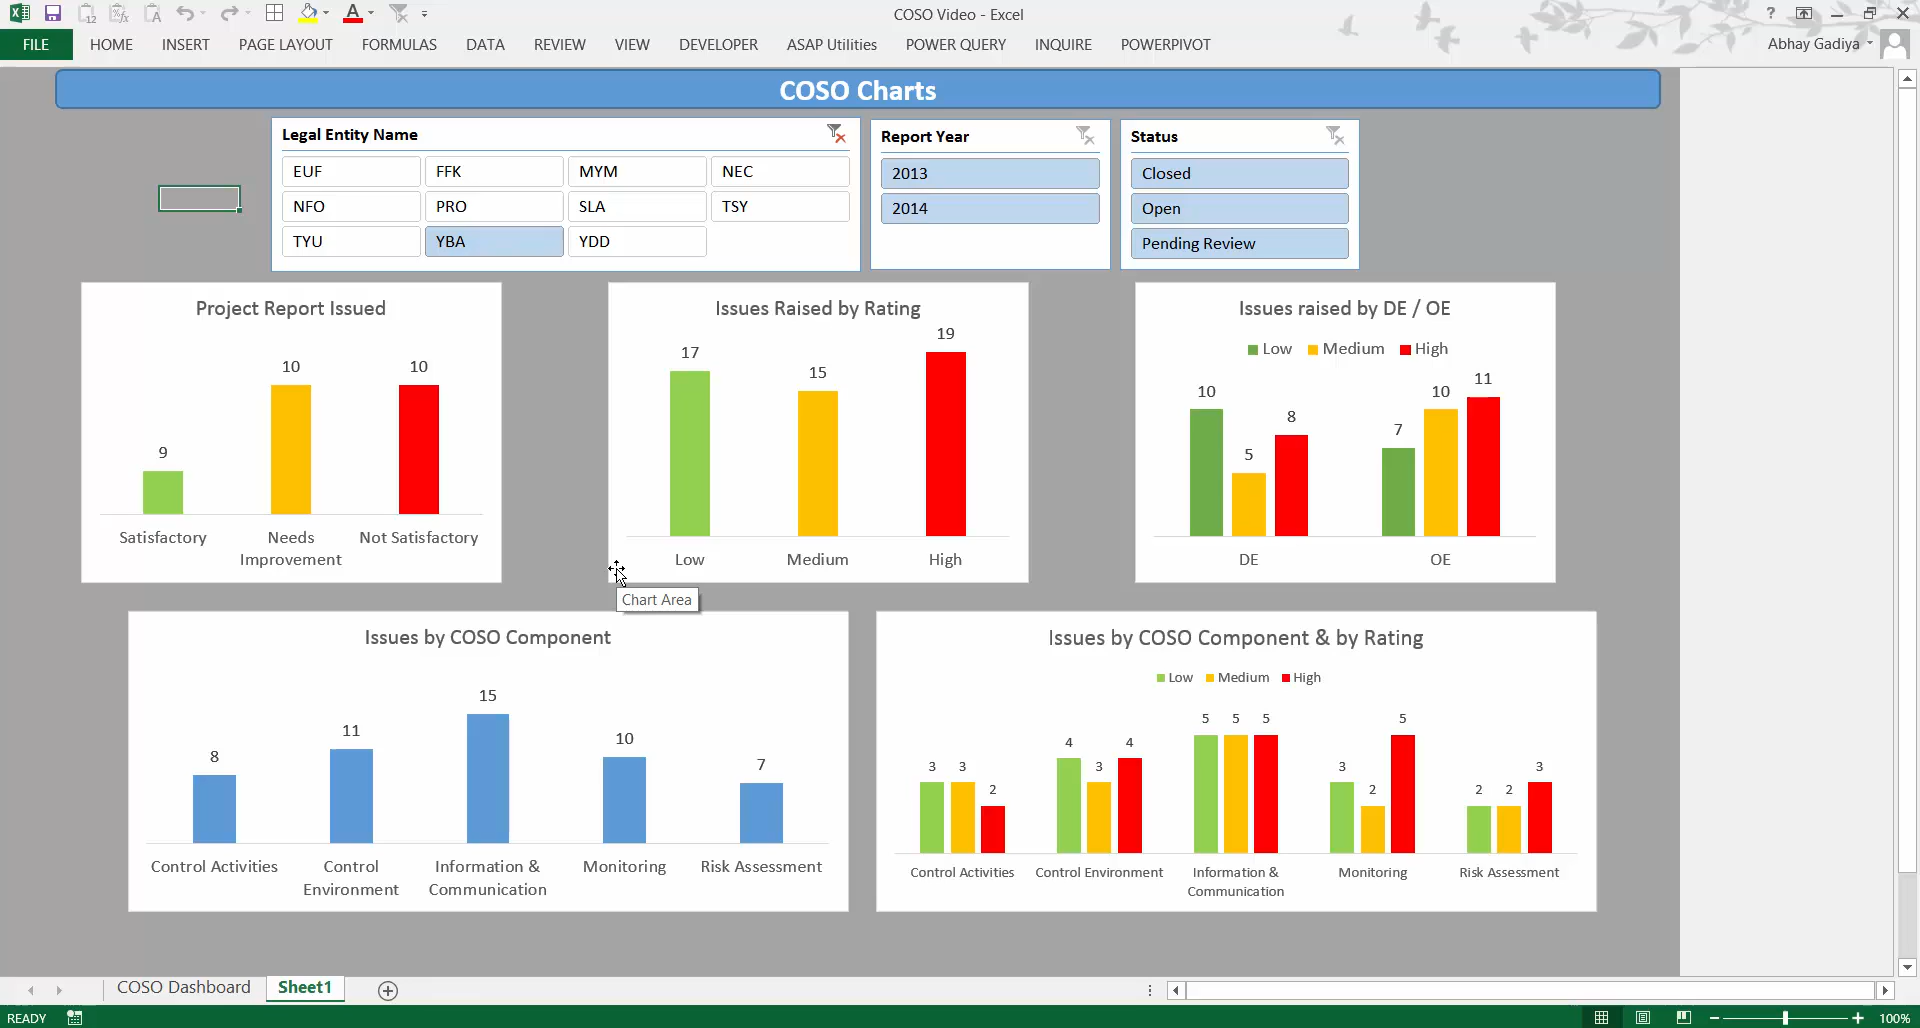 COSO Video - Excel
?
FILE HOME INSERT PAGE LAYOUT FORMULAS DATA REVIEW VIEW DEVELOPER ASAP Utilities POWER QUERY INQUIRE POWERPIVOT Abhay Gadiya
COSO Charts
Legal Entity Name
EUF FFK MYM NEC
NFO PRO SLA TSY
TYU YBA YDD
Report Year
2013
2014
Status
Closed
Open
Pending Review
Project Report Issued
10 10
9
Satisfactory Needs Not Satisfactory
Improvement
Issues Raised by Rating
19
17
15
Low Medium High
Chart Area
Issues raised by DE / OE
Low Medium High
10 5 8 7 10 11
DE OE
Issues by COSO Component
8 11 15 10 7
Control Activities Control Information & Monitoring Risk Assessment
Environment Communication
Issues by COSO Component & by Rating
Low Medium High
3 3 2 4 3 4 5 5 5 3 2 5 2 2 3
Control Activities Control Environment Information & Monitoring Risk Assessment
Communication
COSO Dashboard Sheet1
READY 100%